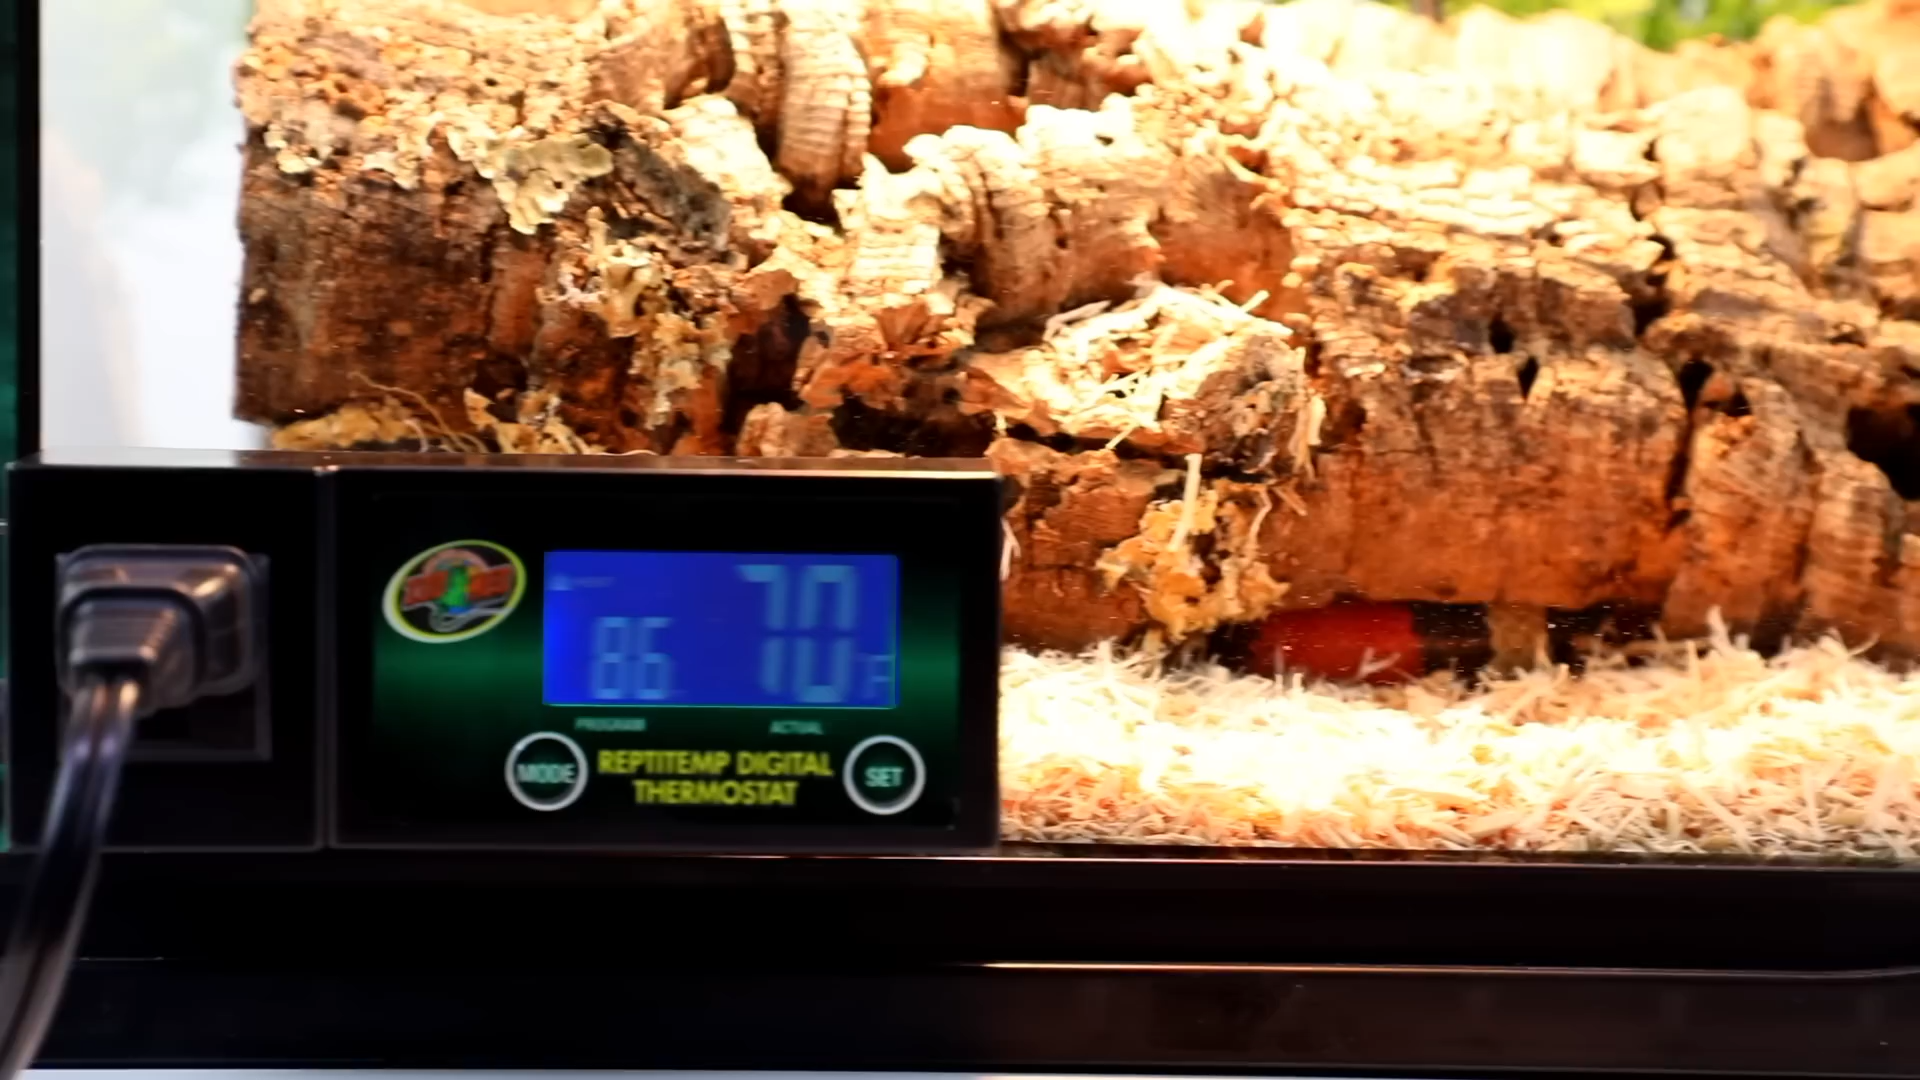 86 70 F
PROGRAM ACTUAL
MODE REPTITEMP DIGITAL SET
THERMOSTAT